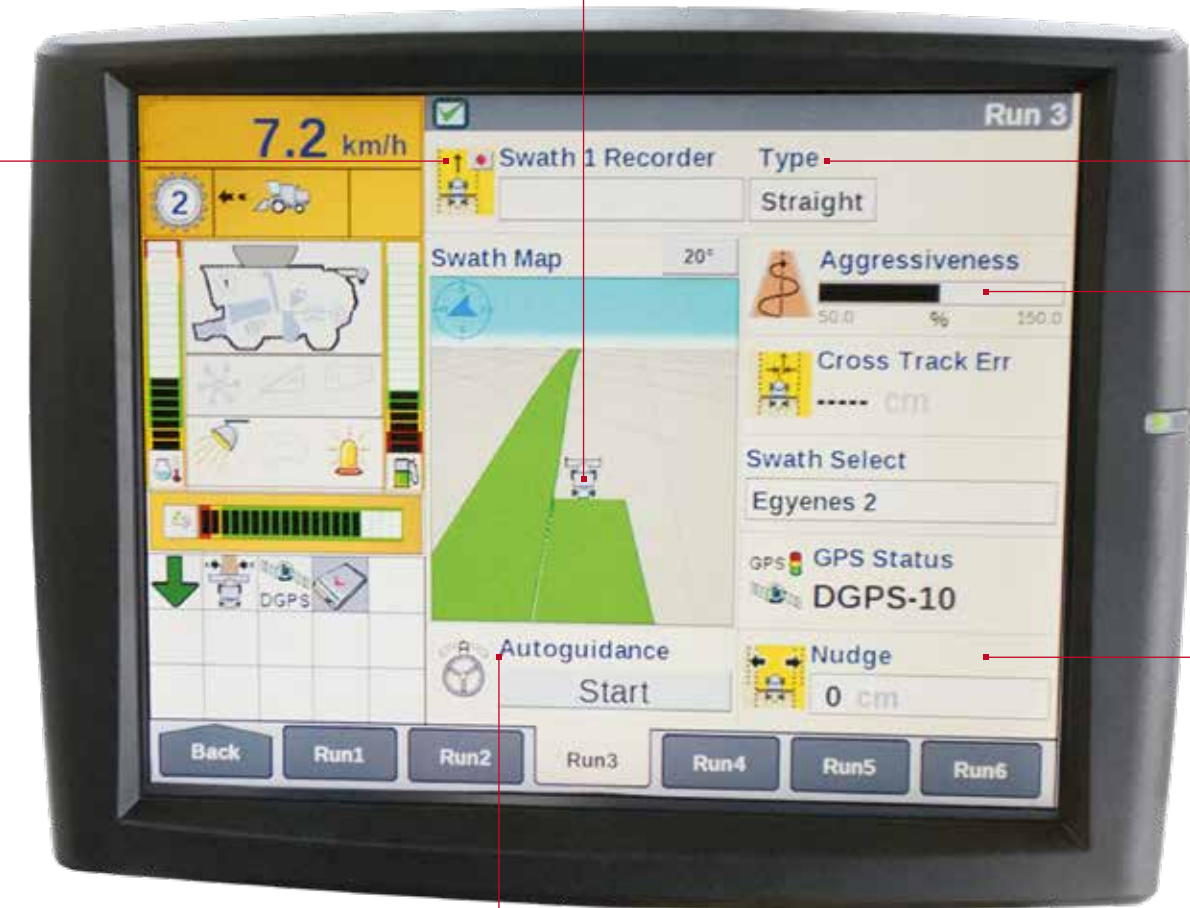 7.2 km/h
2
DGPS
Run 3
Swath 1 Recorder
Type
Straight
Swath Map
20°
Aggressiveness
50.0 % 150.0
Cross Track Err
----- cm
Swath Select
Egyenes 2
GPS
GPS Status
DGPS-10
A
Autoguidance
Start
Nudge
0 cm
Back
Run1
Run2
Run3
Run4
Run5
Run6